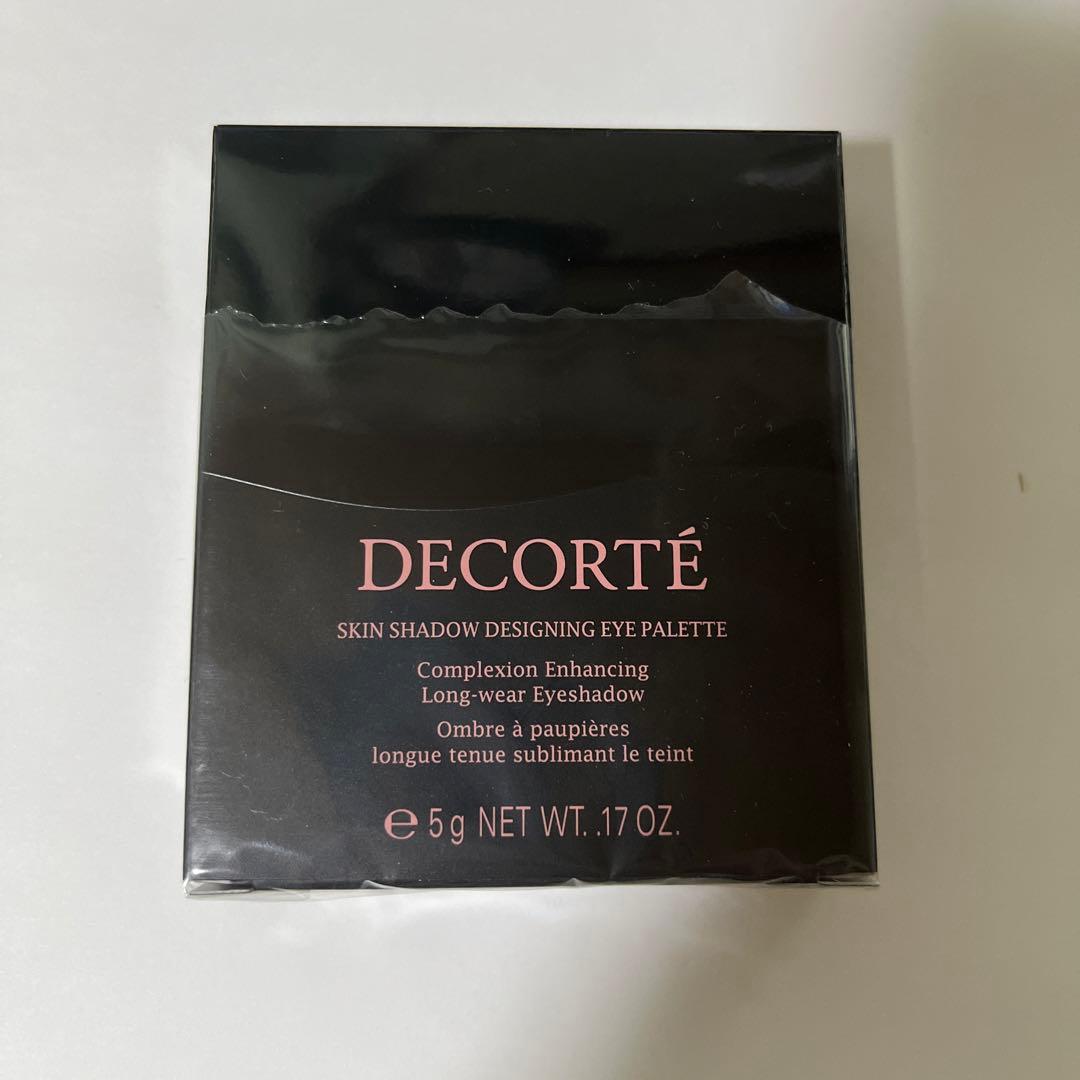 DECORTÉ
SKIN SHADOW DESIGNING EYE PALETTE
Complexion Enhancing
Long-wear Eyeshadow
Ombre à paupières
longue tenue sublimant le teint
℮ 5g NET WT. .17 OZ.